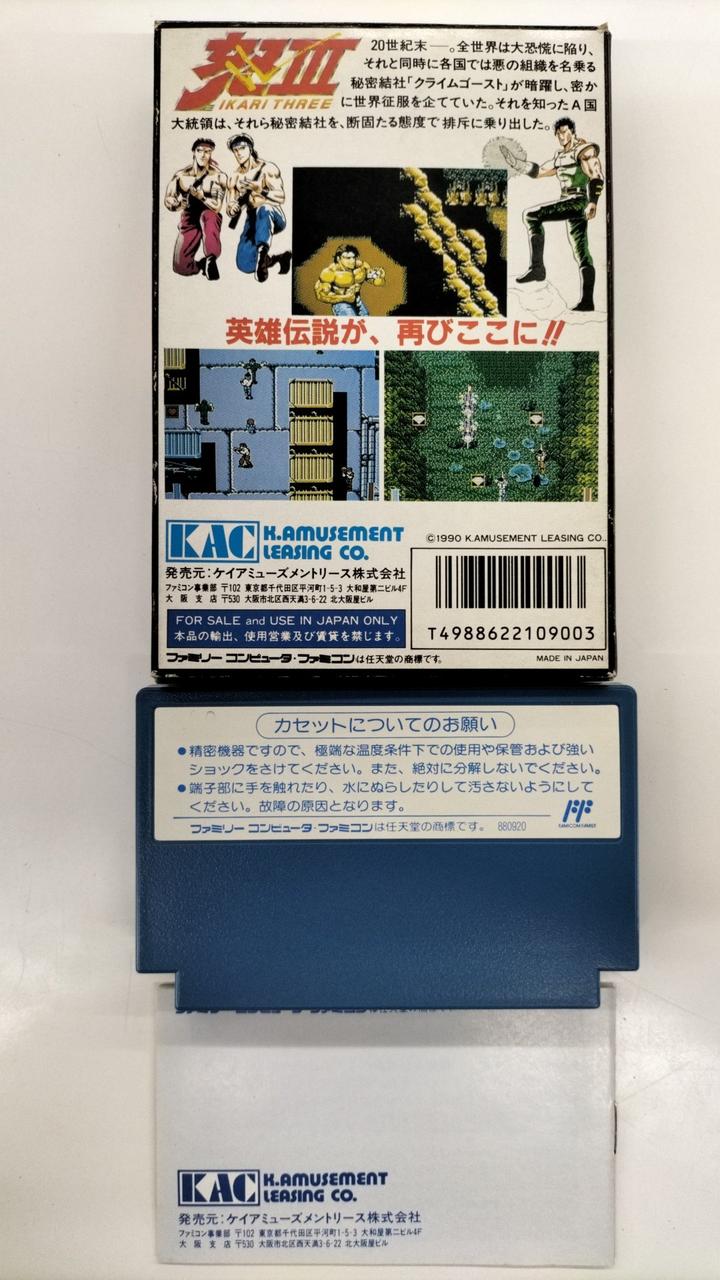 怒III
IKARI THREE
20世紀末―。全世界は大恐慌に陥り、
それと同時に各国では悪の組織を名乗る
秘密結社「クライムゴースト」が暗躍し、密か
に世界征服を企てていた。それを知ったA国
大統領は、それら秘密結社を、断固たる態度で排斥に乗り出した。
英雄伝説が、再びここに!!
KAC K.AMUSEMENT
LEASING CO.
©1990 K.AMUSEMENT LEASING CO..
発売元:ケイアミューズメントリース株式会社
ファミコン事業部 〒102 東京都千代田区平河町1-5-3 大和屋第二ビル4F
大阪支店 〒530 大阪市北区西天満3-6-22 北大阪屋ビル
FOR SALE and USE IN JAPAN ONLY
本品の輸出、使用営業及び賃貸を禁じます。
T4988622109003
ファミリーコンピュータ・ファミコンは任天堂の商標です。
MADE IN JAPAN
カセットについてのお願い
●精密機器ですので、極端な温度条件下での使用や保管および強い
ショックをさけてください。また、絶対に分解しないでください。
●端子部に手を触れたり、水にぬらしたりして汚さないようにして
ください。故障の原因となります。
FAMICOM FAMILY
ファミリーコンピュータ・ファミコンは任天堂の商標です。 880920
KAC K.AMUSEMENT
LEASING CO.
発売元:ケイアミューズメントリース株式会社
ファミコン事業部 〒102 東京都千代田区平河町1-5-3 大和屋第二ビル4F
大阪支店 〒530 大阪市北区西天満3-6-22 北大阪屋ビル